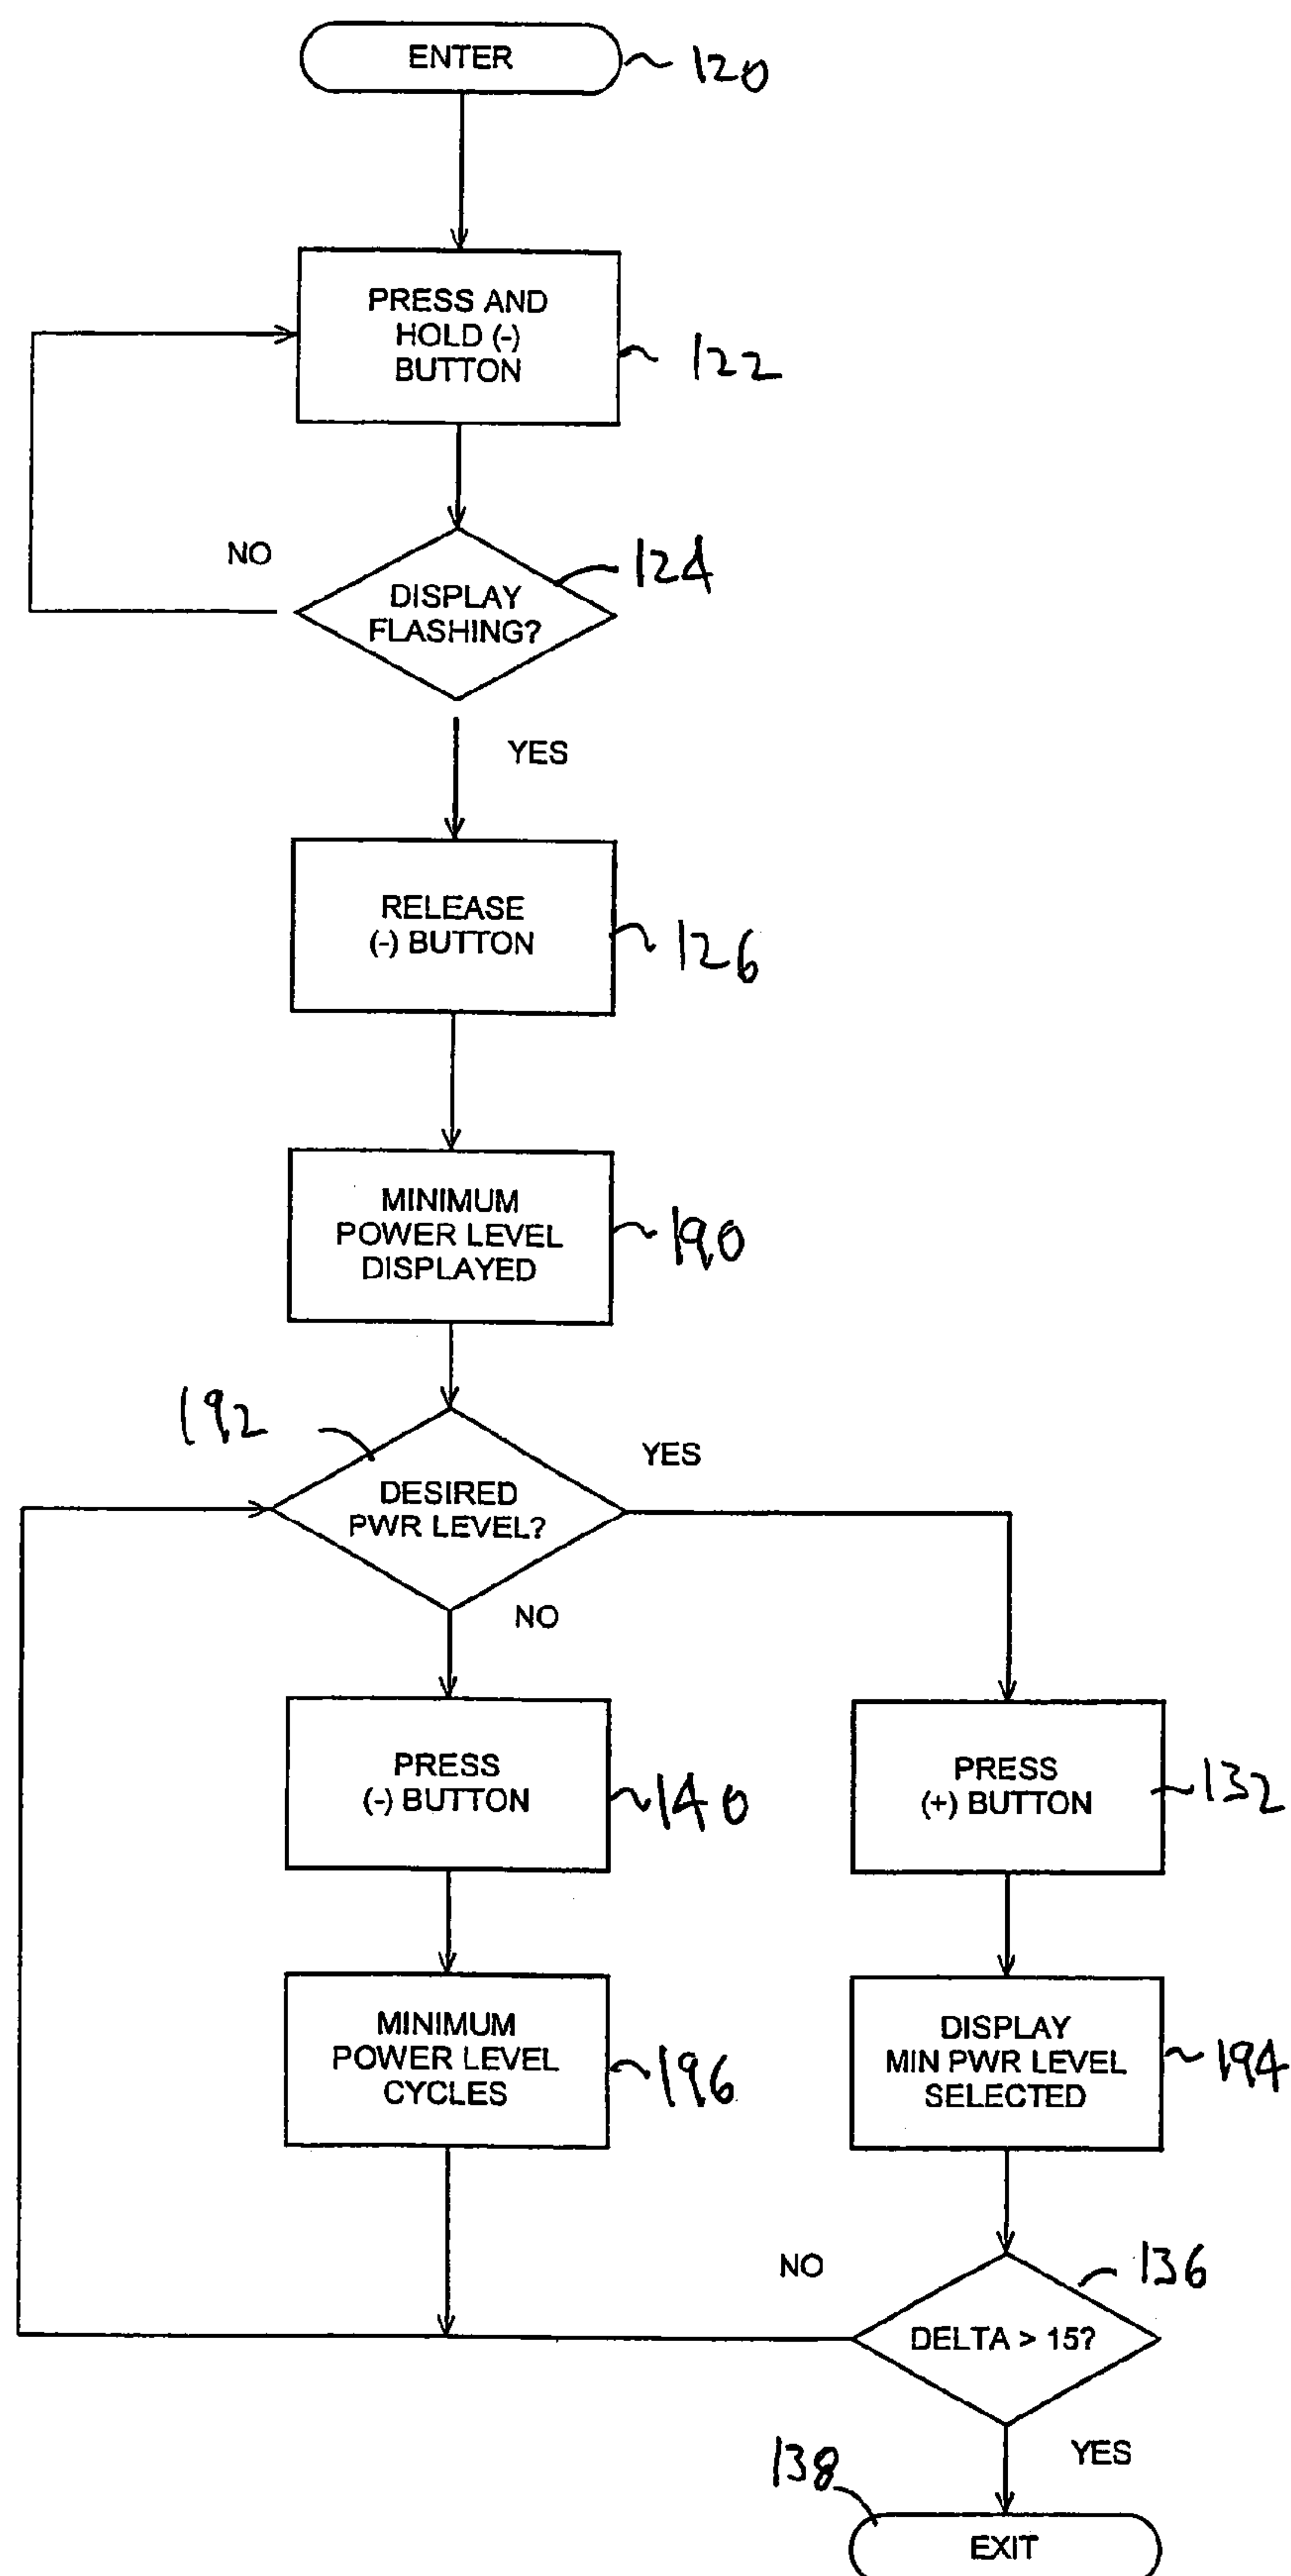 ENTER
120
PRESS AND
HOLD (-)
BUTTON
122
NO
124
DISPLAY
FLASHING?
YES
RELEASE
(-) BUTTON
126
MINIMUM
POWER LEVEL
DISPLAYED
190
192
YES
DESIRED
PWR LEVEL?
NO
PRESS
(-) BUTTON
140
PRESS
(+) BUTTON
132
MINIMUM
POWER LEVEL
CYCLES
196
DISPLAY
MIN PWR LEVEL
SELECTED
194
NO
136
DELTA > 15?
YES
138
EXIT